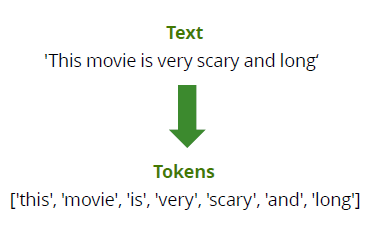 Text
'This movie is very scary and long‘
Tokens
['this', 'movie', 'is', 'very', 'scary', 'and', 'long']